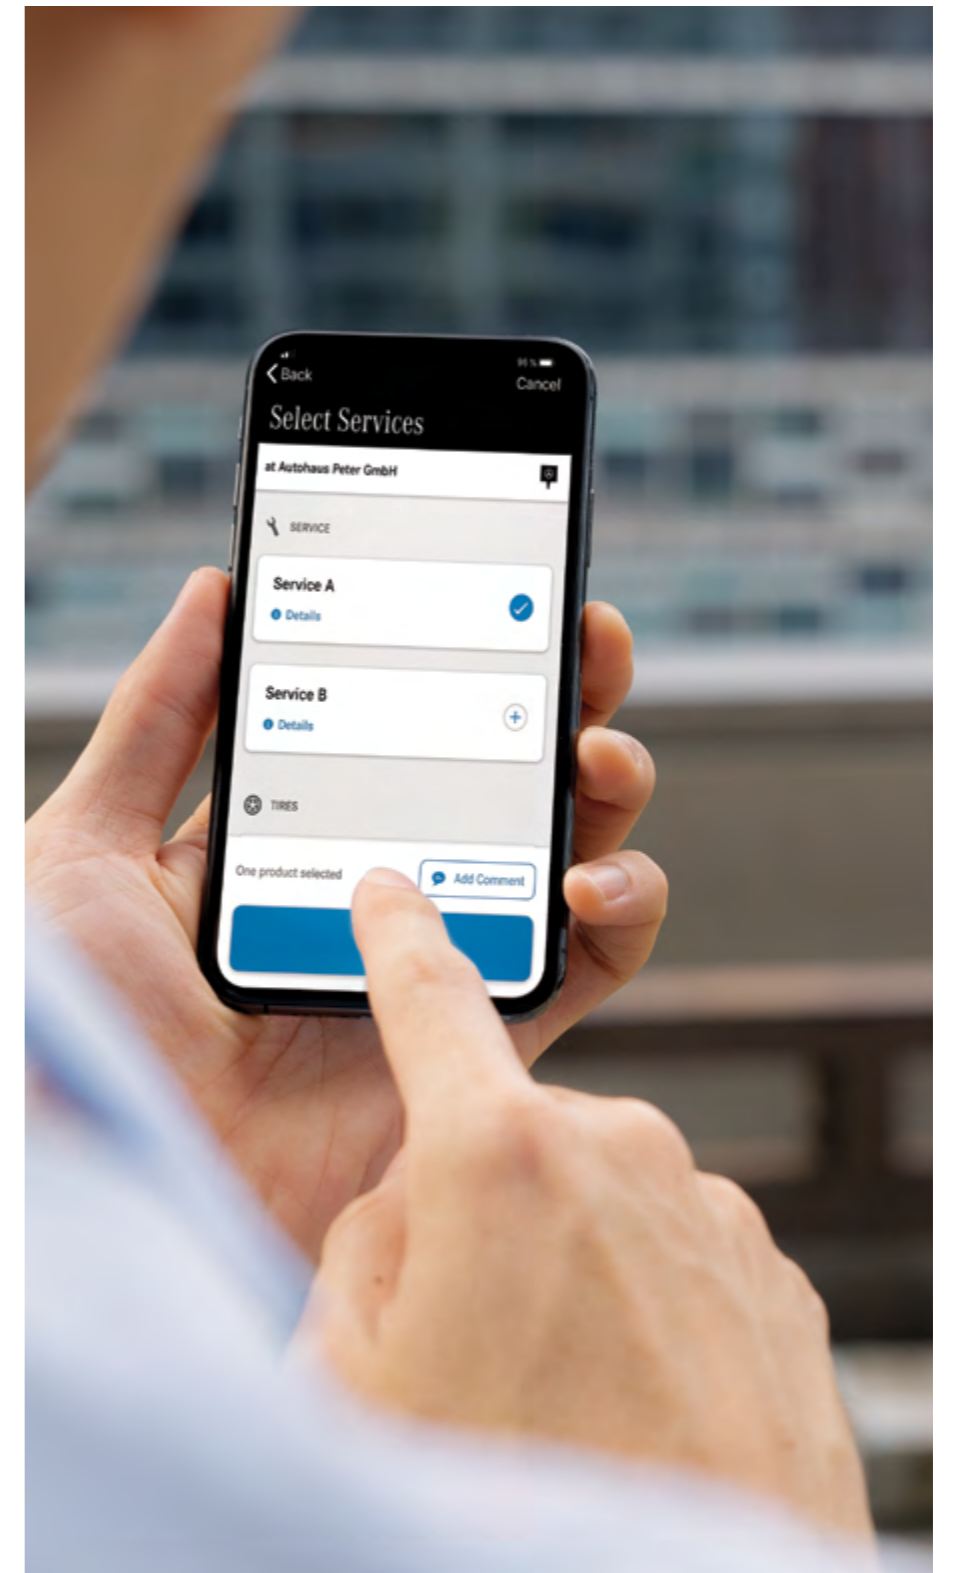 Back
Cancel
Select Services
at Autohaus Peter GmbH
SERVICE
Service A
Details
Service B
Details
TIRES
One product selected
Add Comment